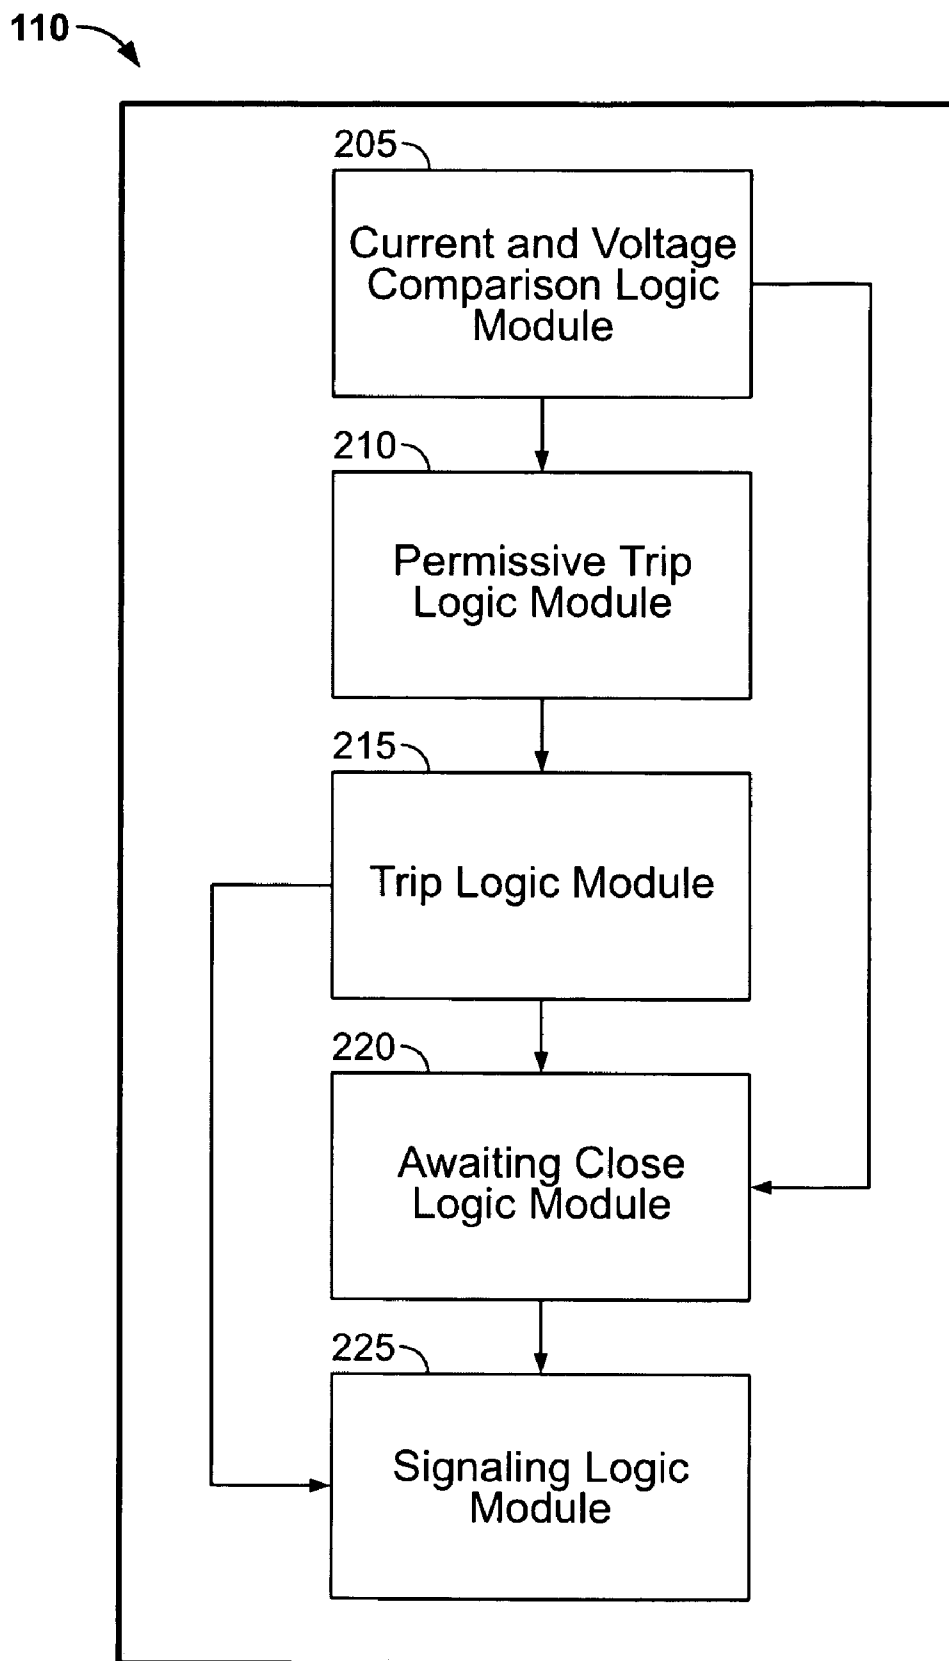 110
205
Current and Voltage
Comparison Logic
Module
210
Permissive Trip
Logic Module
215
Trip Logic Module
220
Awaiting Close
Logic Module
225
Signaling Logic
Module